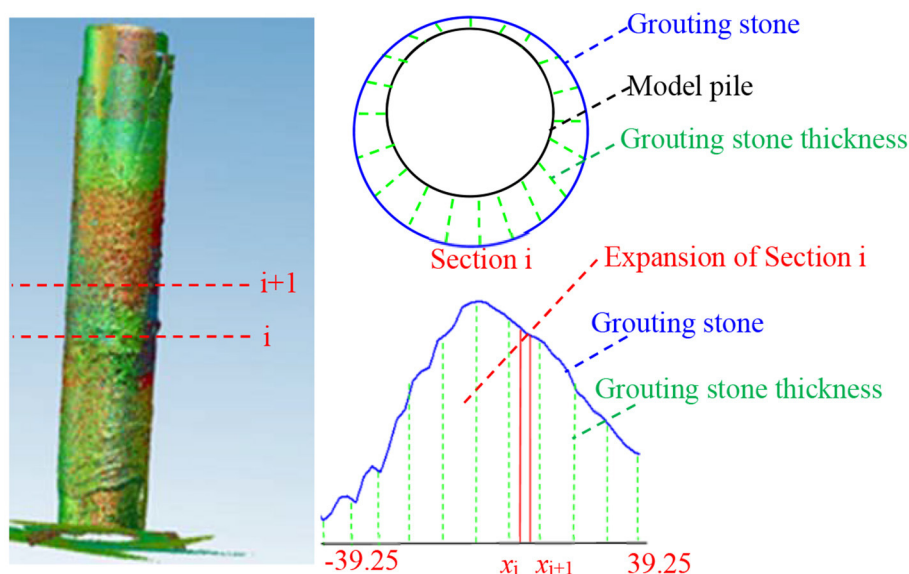 Grouting stone
Model pile
Grouting stone thickness
Section i
i+1
i
Expansion of Section i
Grouting stone
Grouting stone thickness
-39.25
xi
xi+1
39.25